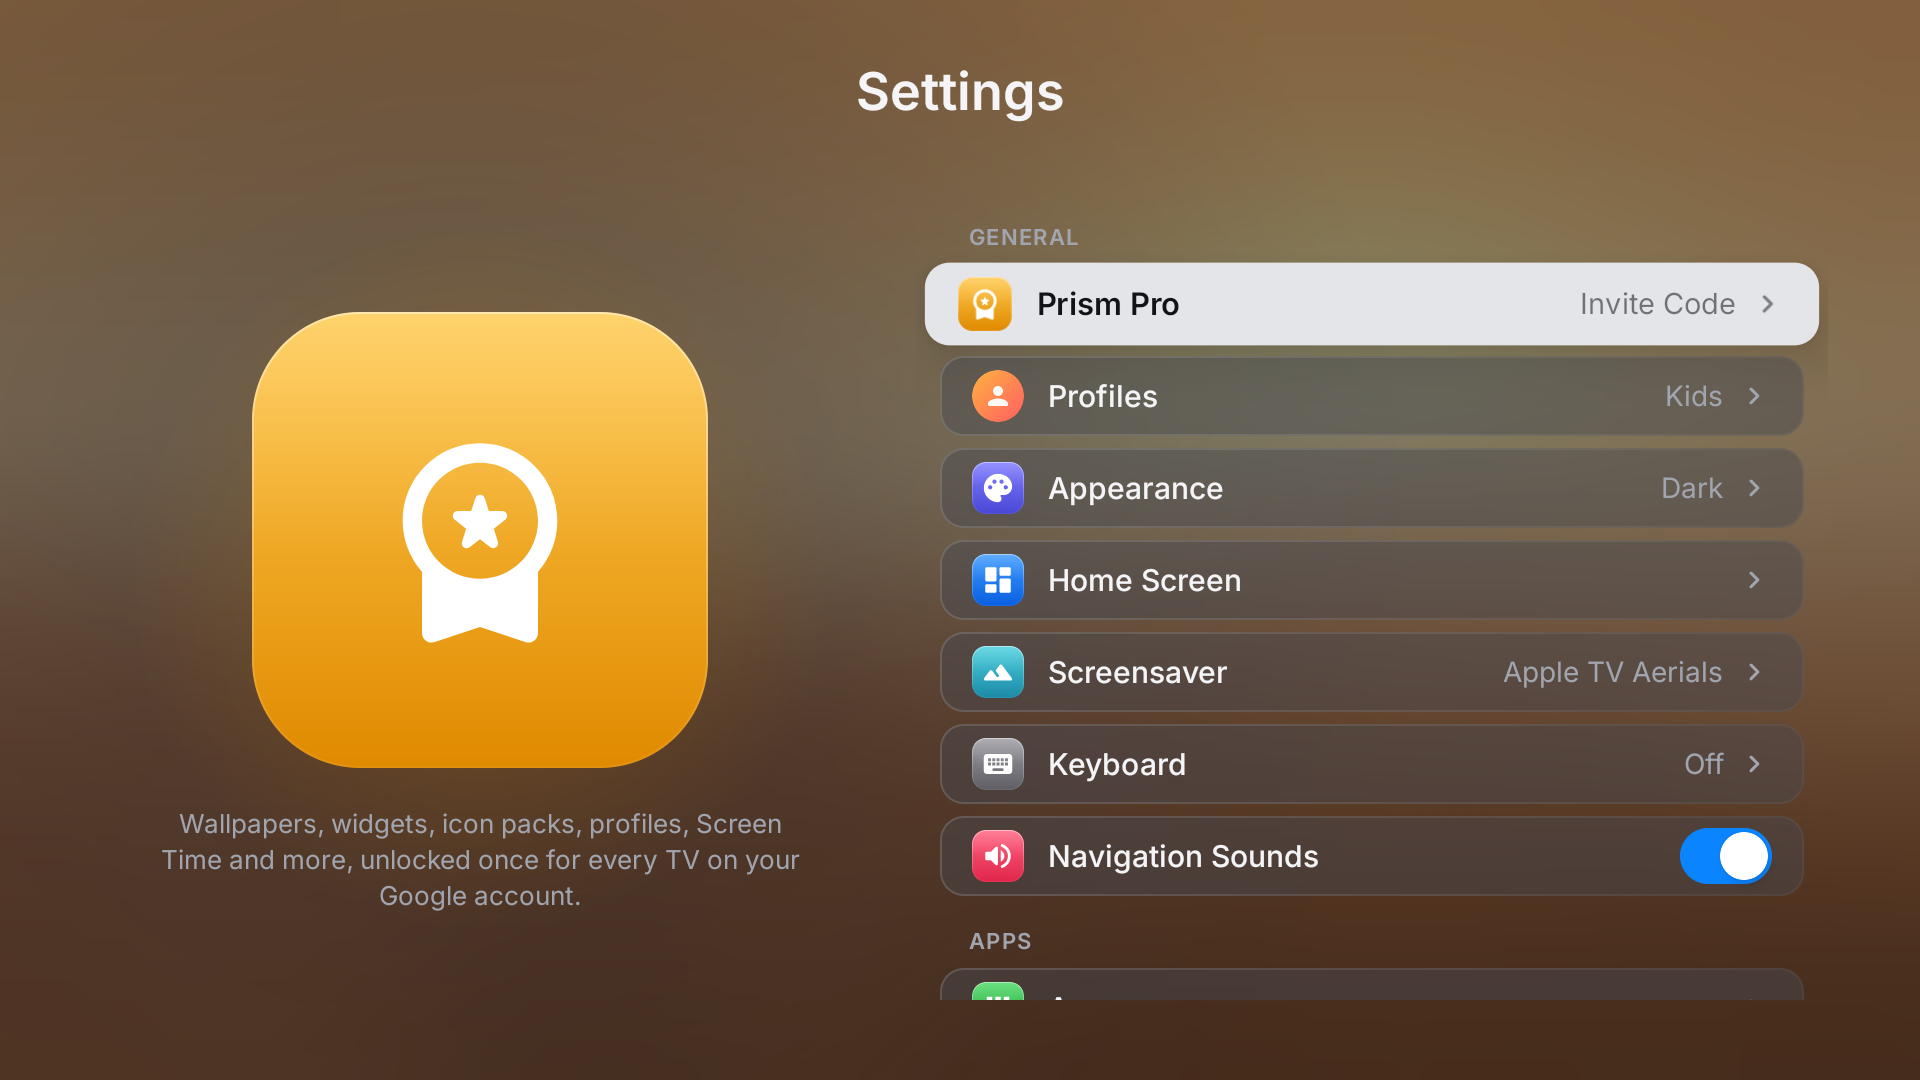 Settings
GENERAL
Prism Pro
Invite Code
Profiles
Kids
Appearance
Dark
Home Screen
Screensaver
Apple TV Aerials
Keyboard
Off
Navigation Sounds
APPS
Wallpapers, widgets, icon packs, profiles, Screen
Time and more, unlocked once for every TV on your
Google account.